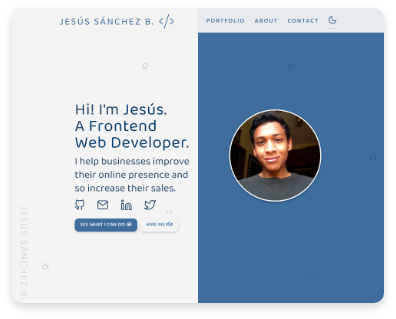 JESÚS SÁNCHEZ B. </>
PORTFOLIO ABOUT CONTACT
Hi! I'm Jesús.
A Frontend
Web Developer.
I help businesses improve
their online presence and
so increase their sales.
SEE WHAT I CAN DO
HIRE ME
JESÚS SÁNCHEZ B.